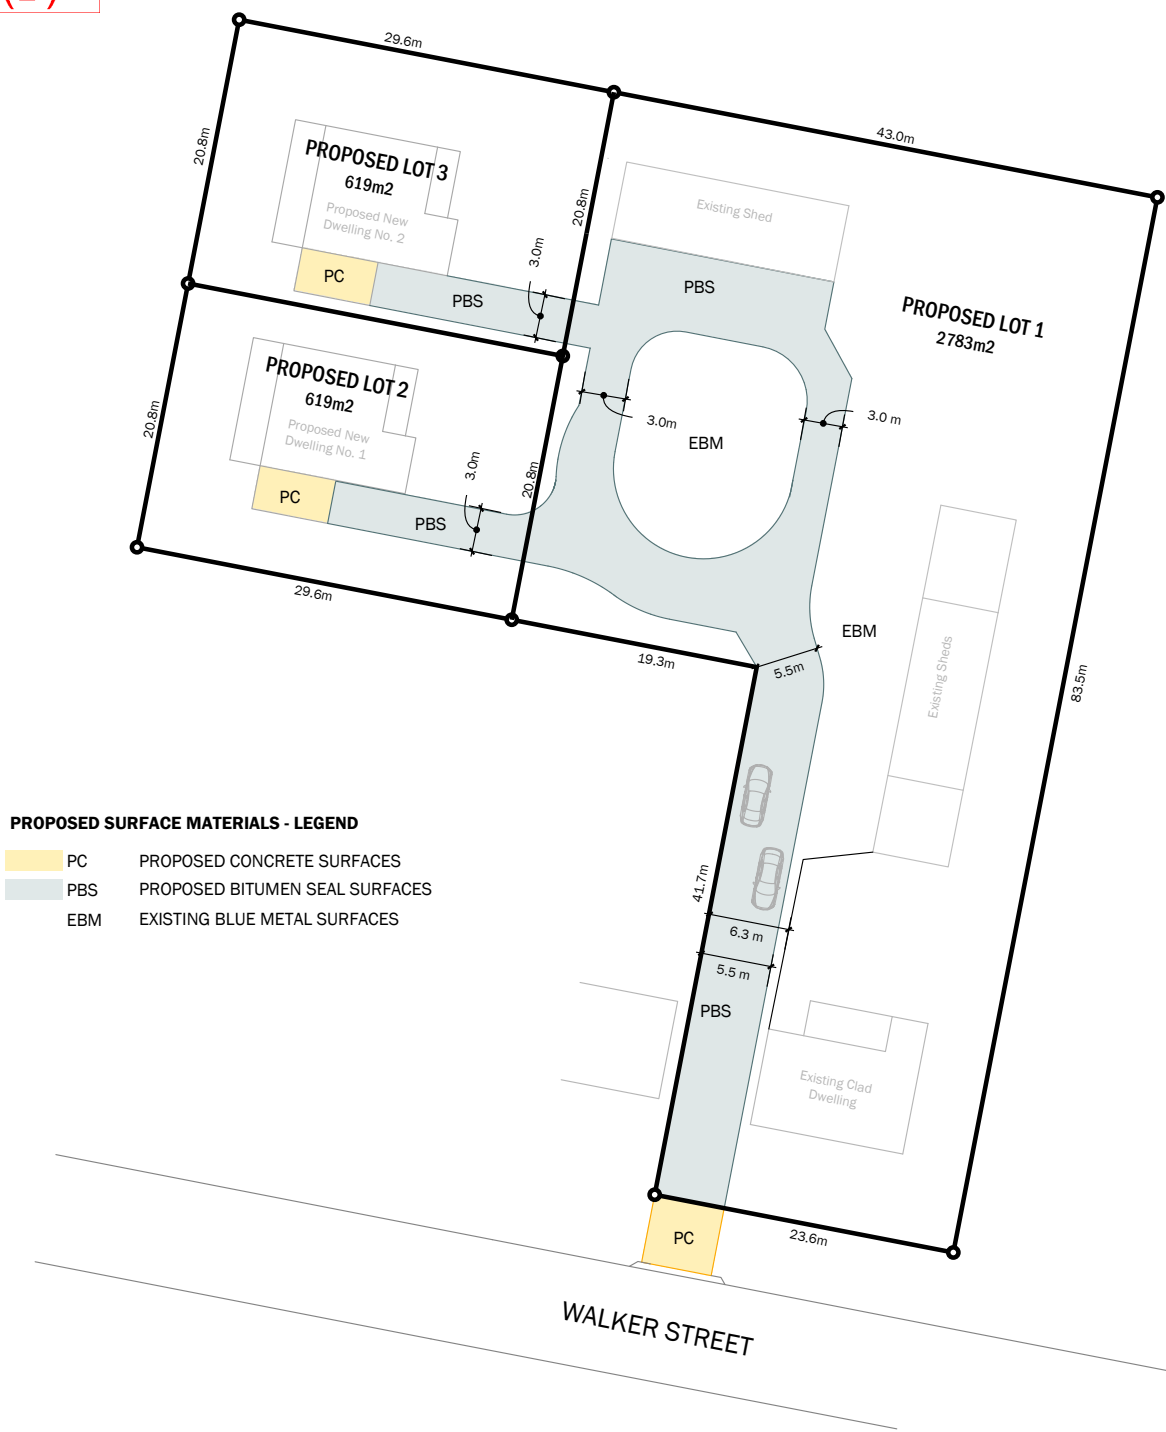 29.6m
43.0m
20.8m
PROPOSED LOT 3
619m2
Proposed New
Dwelling No. 2
20.8m
Existing Shed
3.0m
PC
PBS
PBS
PROPOSED LOT 1
2783m2
PROPOSED LOT 2
619m2
Proposed New
Dwelling No. 1
20.8m
3.0m
3.0 m
EBM
3.0m
20.8m
PC
PBS
29.6m
EBM
19.3m
5.5m
Existing Sheds
83.5m
PROPOSED SURFACE MATERIALS - LEGEND
PC PROPOSED CONCRETE SURFACES
PBS PROPOSED BITUMEN SEAL SURFACES
EBM EXISTING BLUE METAL SURFACES
41.7m
6.3 m
5.5 m
PBS
Existing Clad
Dwelling
PC
23.6m
WALKER STREET